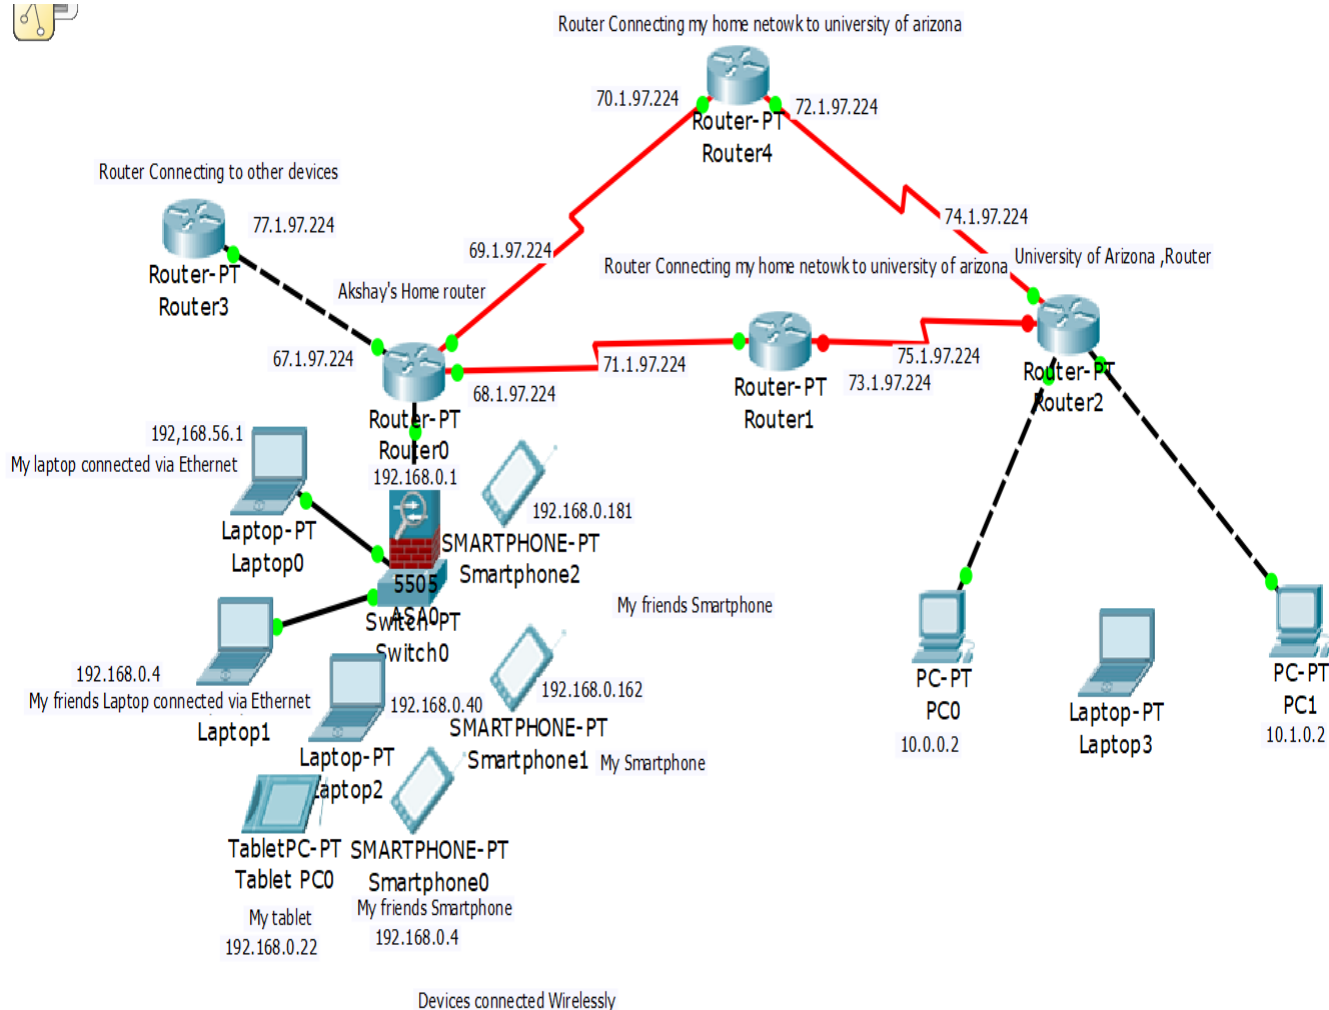 Router Connecting my home netowk to university of arizona
70.1.97.224
72.1.97.224
Router-PT
Router4
Router Connecting to other devices
77.1.97.224
Router-PT
Router3
69.1.97.224
74.1.97.224
Router Connecting my home netowk to university of arizona
University of Arizona ,Router
Akshay's Home router
67.1.97.224
71.1.97.224
75.1.97.224
73.1.97.224
68.1.97.224
Router-PT
Router0
Router-PT
Router1
Router-PT
Router2
192,168.56.1
My laptop connected via Ethernet
Laptop-PT
Laptop0
192.168.0.1
5505
ASA0
Switch-PT
Switch0
192.168.0.181
SMARTPHONE-PT
Smartphone2
My friends Smartphone
192.168.0.4
My friends Laptop connected via Ethernet
Laptop1
192.168.0.40
Laptop-PT
Laptop2
192.168.0.162
SMARTPHONE-PT
Smartphone1
My Smartphone
TabletPC-PT
Tablet PC0
My tablet
192.168.0.22
SMARTPHONE-PT
Smartphone0
My friends Smartphone
192.168.0.4
PC-PT
PC0
10.0.0.2
Laptop-PT
Laptop3
PC-PT
PC1
10.1.0.2
Devices connected Wirelessly